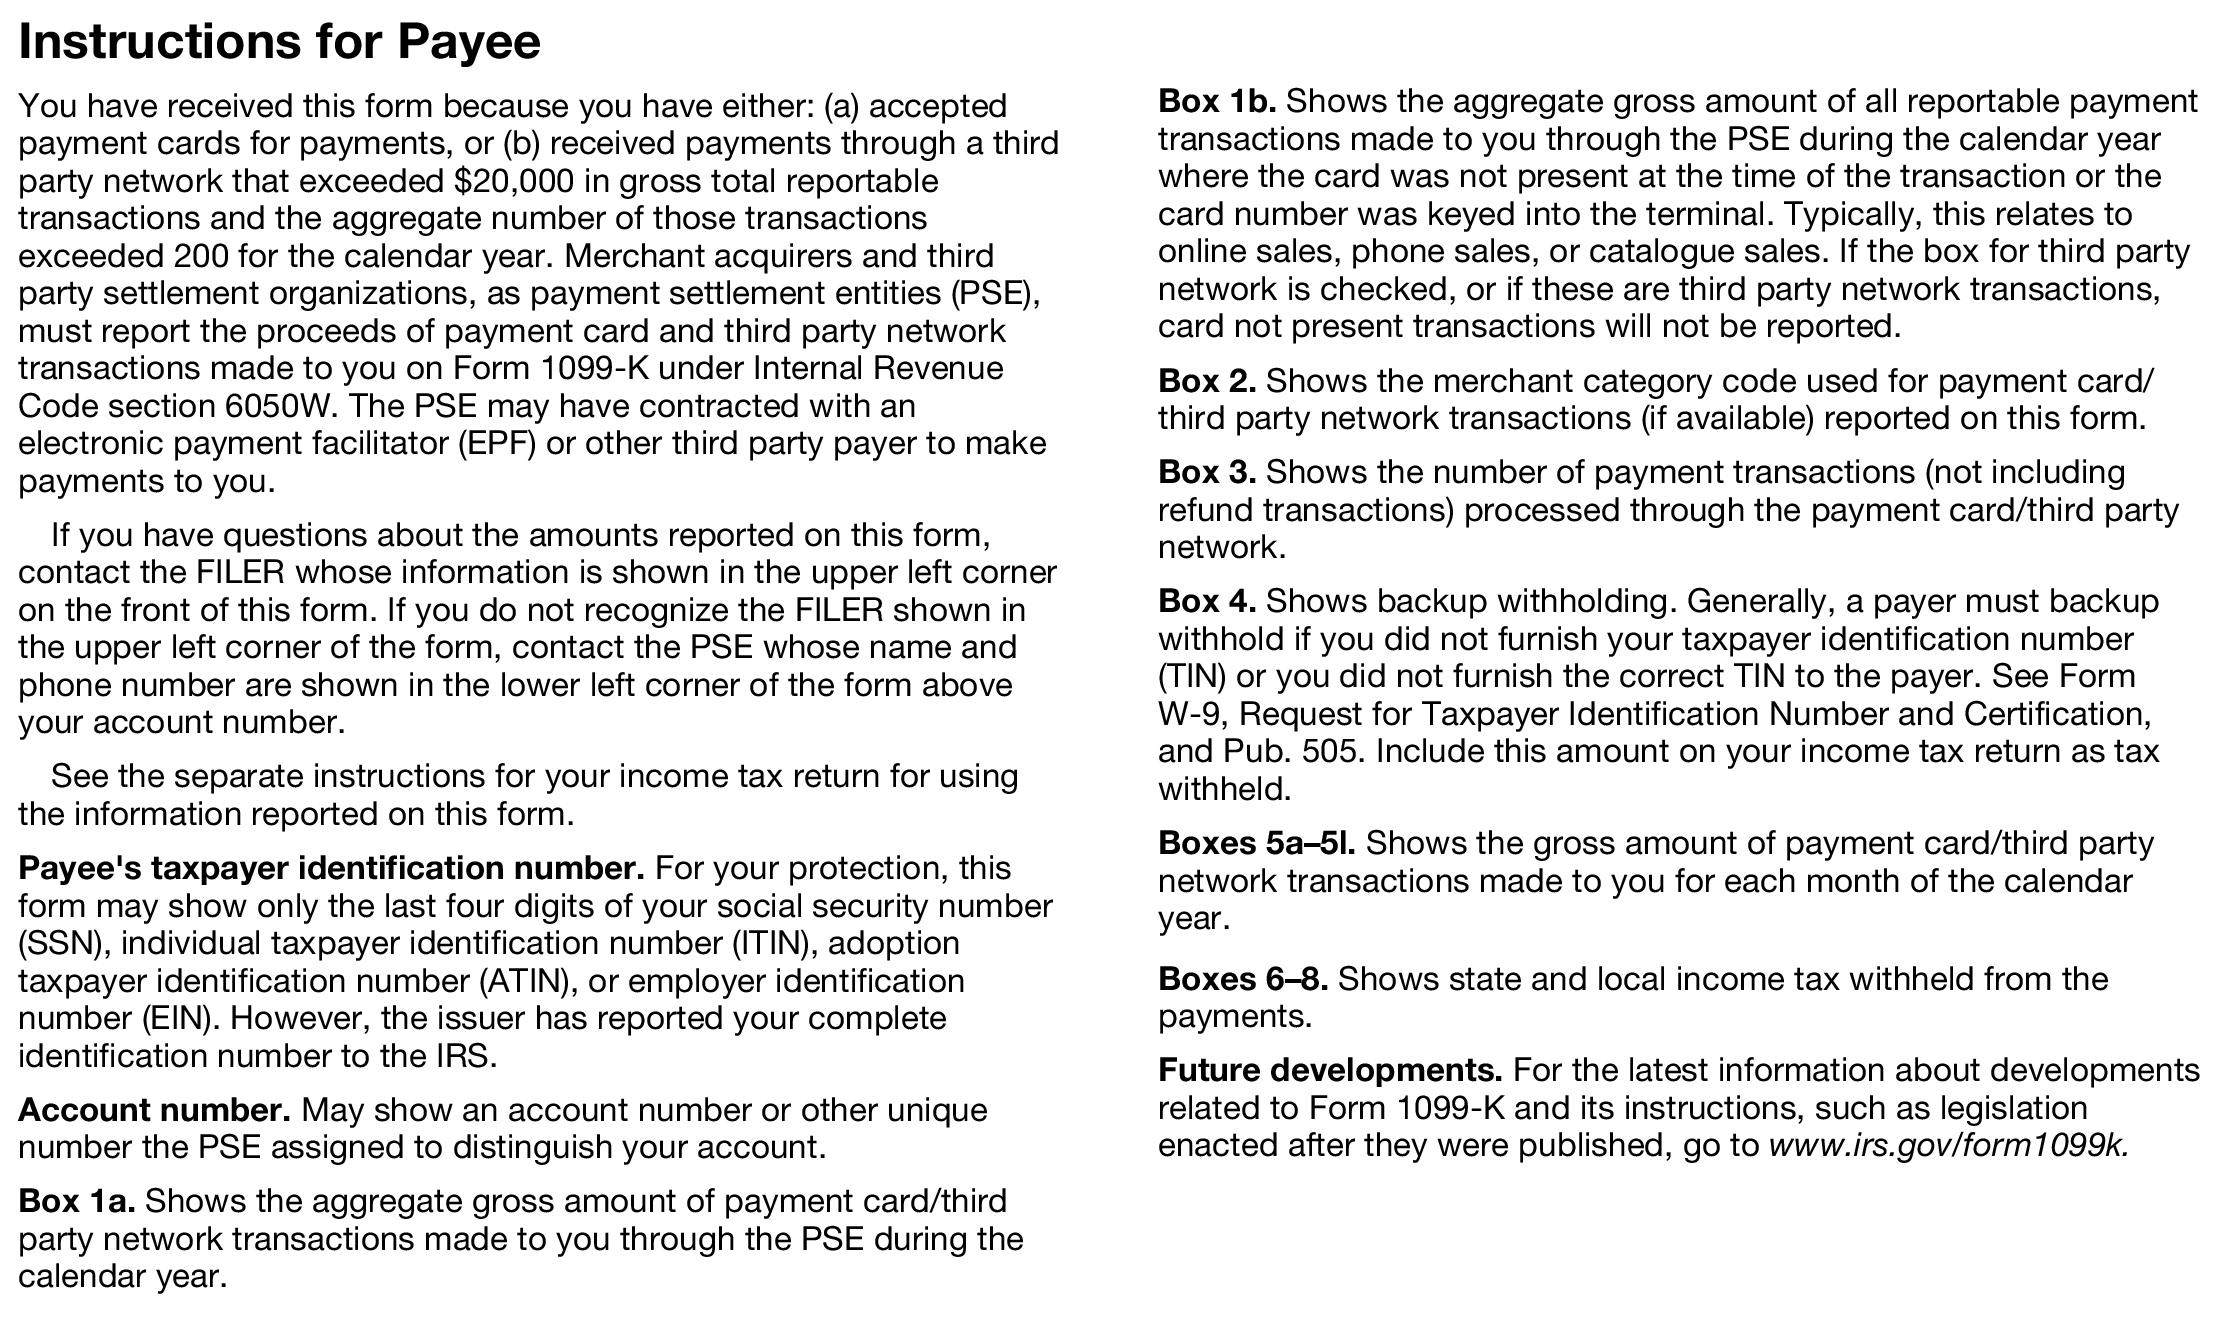 Instructions for Payee
You have received this form because you have either: (a) accepted
payment cards for payments, or (b) received payments through a third
party network that exceeded $20,000 in gross total reportable
transactions and the aggregate number of those transactions
exceeded 200 for the calendar year. Merchant acquirers and third
party settlement organizations, as payment settlement entities (PSE),
must report the proceeds of payment card and third party network
transactions made to you on Form 1099-K under Internal Revenue
Code section 6050W. The PSE may have contracted with an
electronic payment facilitator (EPF) or other third party payer to make
payments to you.
If you have questions about the amounts reported on this form,
contact the FILER whose information is shown in the upper left corner
on the front of this form. If you do not recognize the FILER shown in
the upper left corner of the form, contact the PSE whose name and
phone number are shown in the lower left corner of the form above
your account number.
See the separate instructions for your income tax return for using
the information reported on this form.
Payee's taxpayer identification number. For your protection, this
form may show only the last four digits of your social security number
(SSN), individual taxpayer identification number (ITIN), adoption
taxpayer identification number (ATIN), or employer identification
number (EIN). However, the issuer has reported your complete
identification number to the IRS.
Account number. May show an account number or other unique
number the PSE assigned to distinguish your account.
Box 1a. Shows the aggregate gross amount of payment card/third
party network transactions made to you through the PSE during the
calendar year.
Box 1b. Shows the aggregate gross amount of all reportable payment
transactions made to you through the PSE during the calendar year
where the card was not present at the time of the transaction or the
card number was keyed into the terminal. Typically, this relates to
online sales, phone sales, or catalogue sales. If the box for third party
network is checked, or if these are third party network transactions,
card not present transactions will not be reported.
Box 2. Shows the merchant category code used for payment card/
third party network transactions (if available) reported on this form.
Box 3. Shows the number of payment transactions (not including
refund transactions) processed through the payment card/third party
network.
Box 4. Shows backup withholding. Generally, a payer must backup
withhold if you did not furnish your taxpayer identification number
(TIN) or you did not furnish the correct TIN to the payer. See Form
W-9, Request for Taxpayer Identification Number and Certification,
and Pub. 505. Include this amount on your income tax return as tax
withheld.
Boxes 5a–5l. Shows the gross amount of payment card/third party
network transactions made to you for each month of the calendar
year.
Boxes 6–8. Shows state and local income tax withheld from the
payments.
Future developments. For the latest information about developments
related to Form 1099-K and its instructions, such as legislation
enacted after they were published, go to www.irs.gov/form1099k.